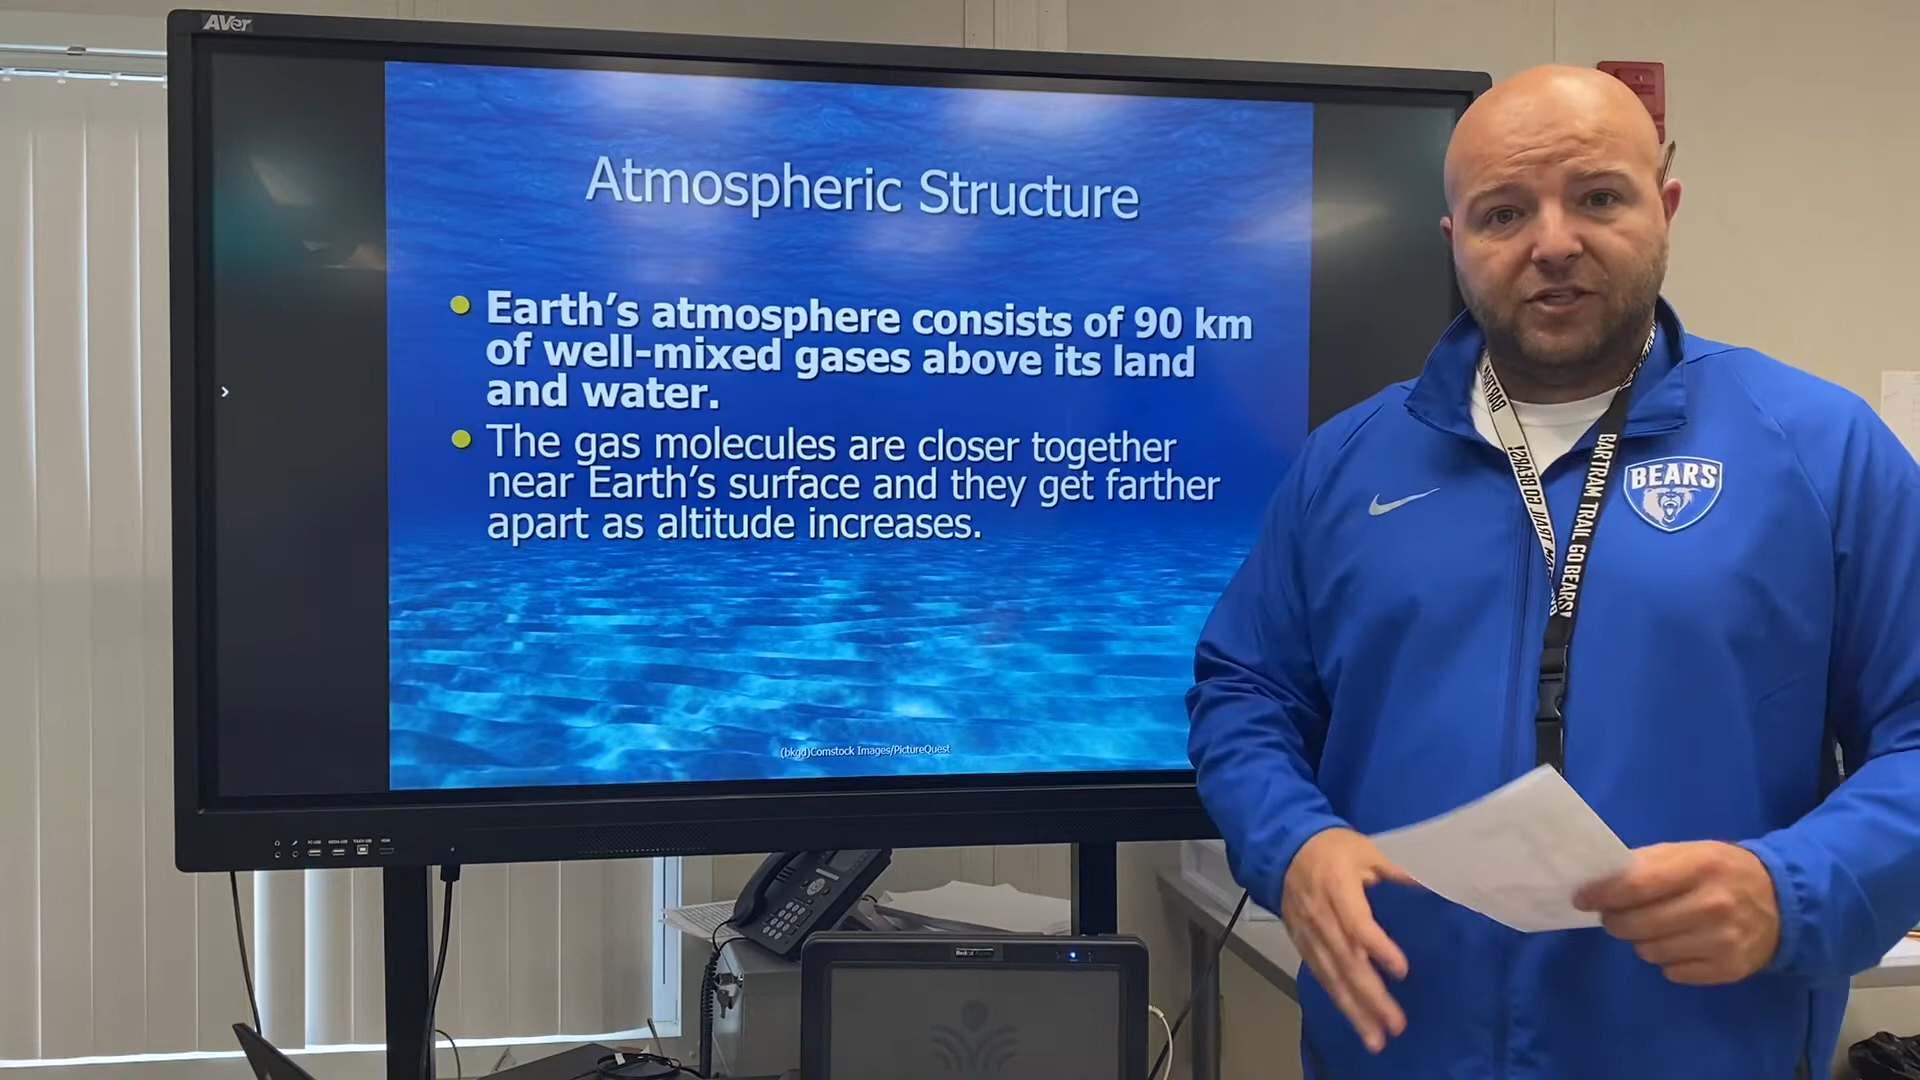 AVer
Atmospheric Structure
Earth’s atmosphere consists of 90 km
of well-mixed gases above its land
and water.
The gas molecules are closer together
near Earth’s surface and they get farther
apart as altitude increases.
(bkgd)Comstock Images/PictureQuest
BEARS
BARTRAM TRAIL GO BEARS!